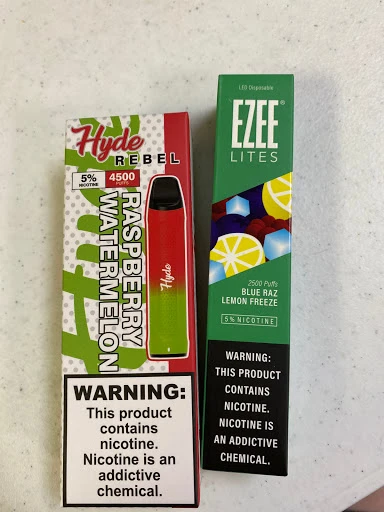 Hyde
REBEL
5%
NICOTINE
4500
PUFFS
RASPBERRY
WATERMELON
Hyde
WARNING:
This product
contains
nicotine.
Nicotine is an
addictive
chemical.
LED Disposable
EZEE®
LITES
2500 Puffs
BLUE RAZ
LEMON FREEZE
5% NICOTINE
WARNING:
THIS PRODUCT
CONTAINS
NICOTINE.
NICOTINE IS
AN ADDICTIVE
CHEMICAL.